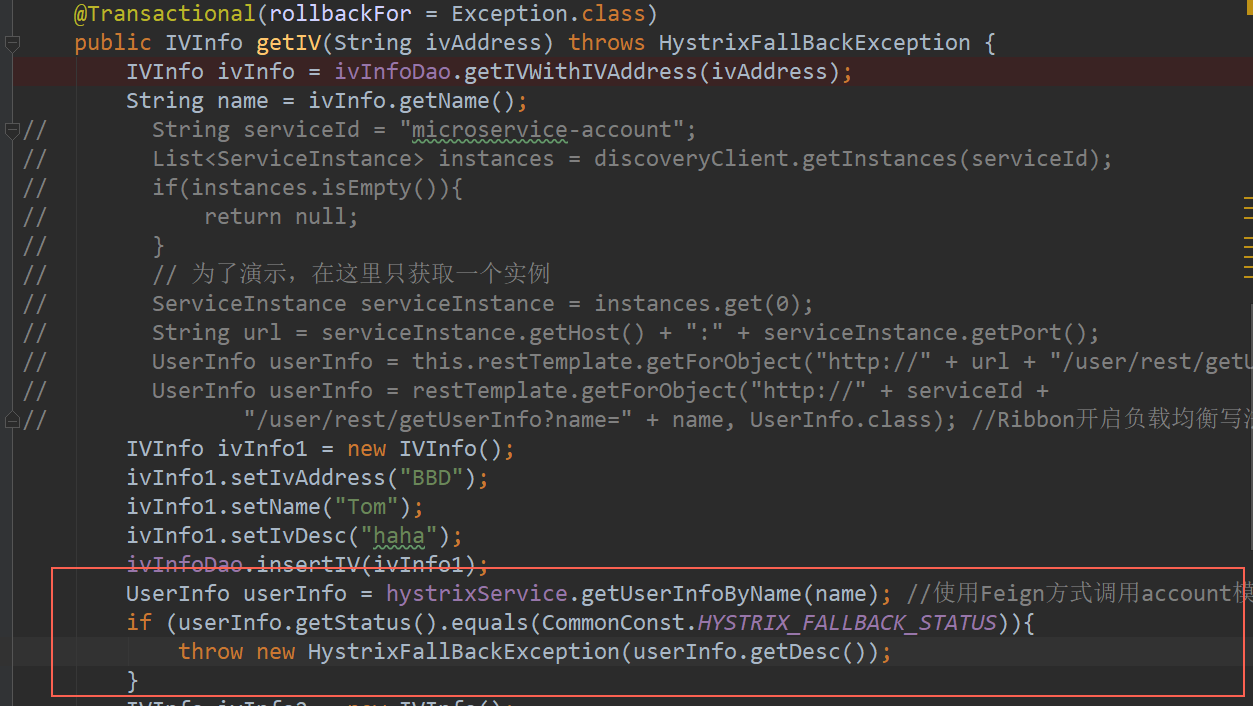 @Transactional(rollbackFor = Exception.class)
public IVInfo getIV(String ivAddress) throws HystrixFallBackException {
IVInfo ivInfo = ivInfoDao.getIVWithIVAddress(ivAddress);
String name = ivInfo.getName();
// String serviceId = "microservice-account";
// List<ServiceInstance> instances = discoveryClient.getInstances(serviceId);
// if(instances.isEmpty()){
// return null;
// }
// // 为了演示，在这里只获取一个实例
// ServiceInstance serviceInstance = instances.get(0);
// String url = serviceInstance.getHost() + ":" + serviceInstance.getPort();
// UserInfo userInfo = this.restTemplate.getForObject("http://" + url + "/user/rest/getU
// UserInfo userInfo = restTemplate.getForObject("http://" + serviceId +
// "/user/rest/getUserInfo?name=" + name, UserInfo.class); //Ribbon开启负载均衡写法
IVInfo ivInfo1 = new IVInfo();
ivInfo1.setIvAddress("BBD");
ivInfo1.setName("Tom");
ivInfo1.setIvDesc("haha");
ivInfoDao.insertIV(ivInfo1);
UserInfo userInfo = hystrixService.getUserInfoByName(name); //使用Feign方式调用account模
if (userInfo.getStatus().equals(CommonConst.HYSTRIX_FALLBACK_STATUS)){
throw new HystrixFallBackException(userInfo.getDesc());
}